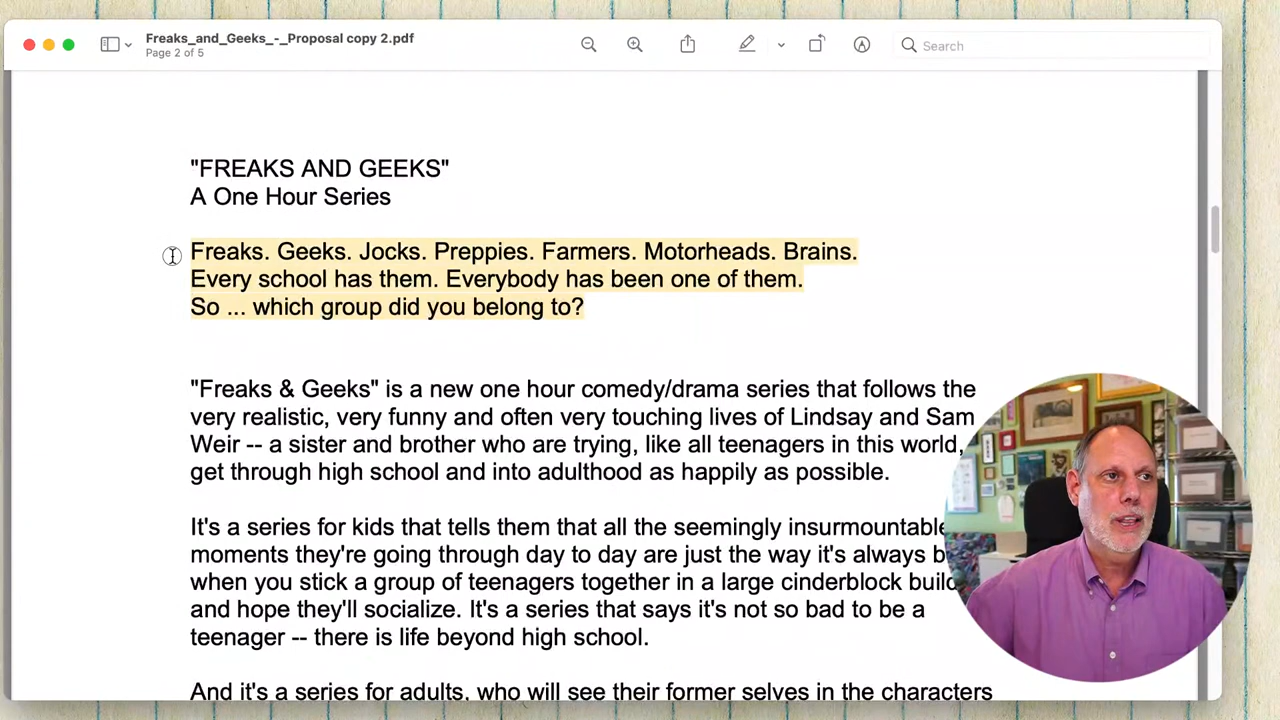 Freaks_and_Geeks_-_Proposal copy 2.pdf
Page 2 of 5
Search
"FREAKS AND GEEKS"
A One Hour Series
Freaks. Geeks. Jocks. Preppies. Farmers. Motorheads. Brains.
Every school has them. Everybody has been one of them.
So ... which group did you belong to?
"Freaks & Geeks" is a new one hour comedy/drama series that follows the
very realistic, very funny and often very touching lives of Lindsay and Sam
Weir -- a sister and brother who are trying, like all teenagers in this world,
get through high school and into adulthood as happily as possible.
It's a series for kids that tells them that all the seemingly insurmountable
moments they're going through day to day are just the way it's always
when you stick a group of teenagers together in a large cinderblock
and hope they'll socialize. It's a series that says it's not so bad to be a
teenager -- there is life beyond high school.
And it's a series for adults, who will see their former selves in the characters